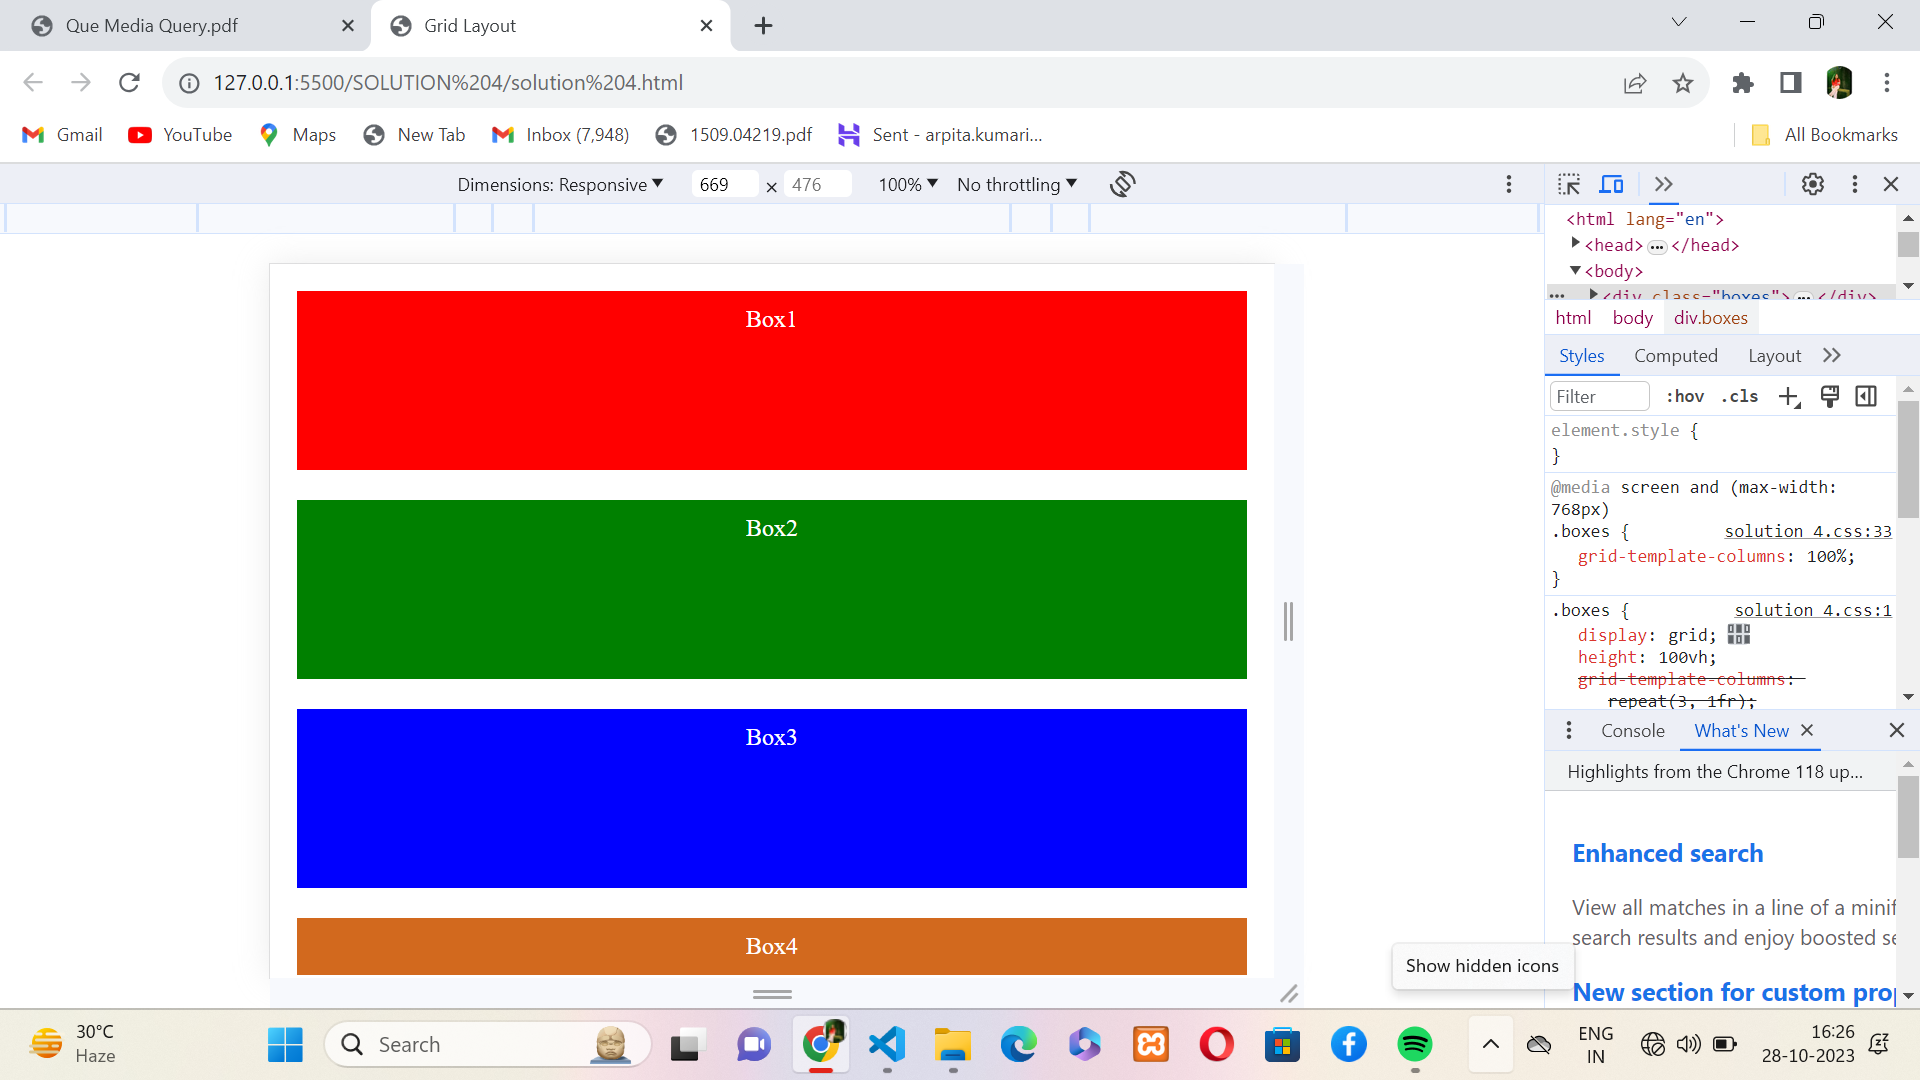 Que Media Query.pdf
Grid Layout
127.0.0.1:5500/SOLUTION%204/solution%204.html
Gmail YouTube Maps New Tab Inbox (7,948) 1509.04219.pdf Sent - arpita.kumari... All Bookmarks
Dimensions: Responsive 669 × 476 100% No throttling
Box1
Box2
Box3
Box4
<html lang="en">
<head> ••• </head>
<body>
••• <div class="boxes"> ••• </div>
html body div.boxes
Styles Computed Layout
Filter :hov .cls
element.style {
}
@media screen and (max-width:
768px)
.boxes { solution 4.css:33
grid-template-columns: 100%;
}
.boxes { solution 4.css:1
display: grid;
height: 100vh;
grid-template-columns:
repeat(3, 1fr);
Console What's New
Highlights from the Chrome 118 up...
Enhanced search
View all matches in a line of a minif
search results and enjoy boosted se
New section for custom prop
Show hidden icons
30°C
Haze
Search
ENG
IN
16:26
28-10-2023